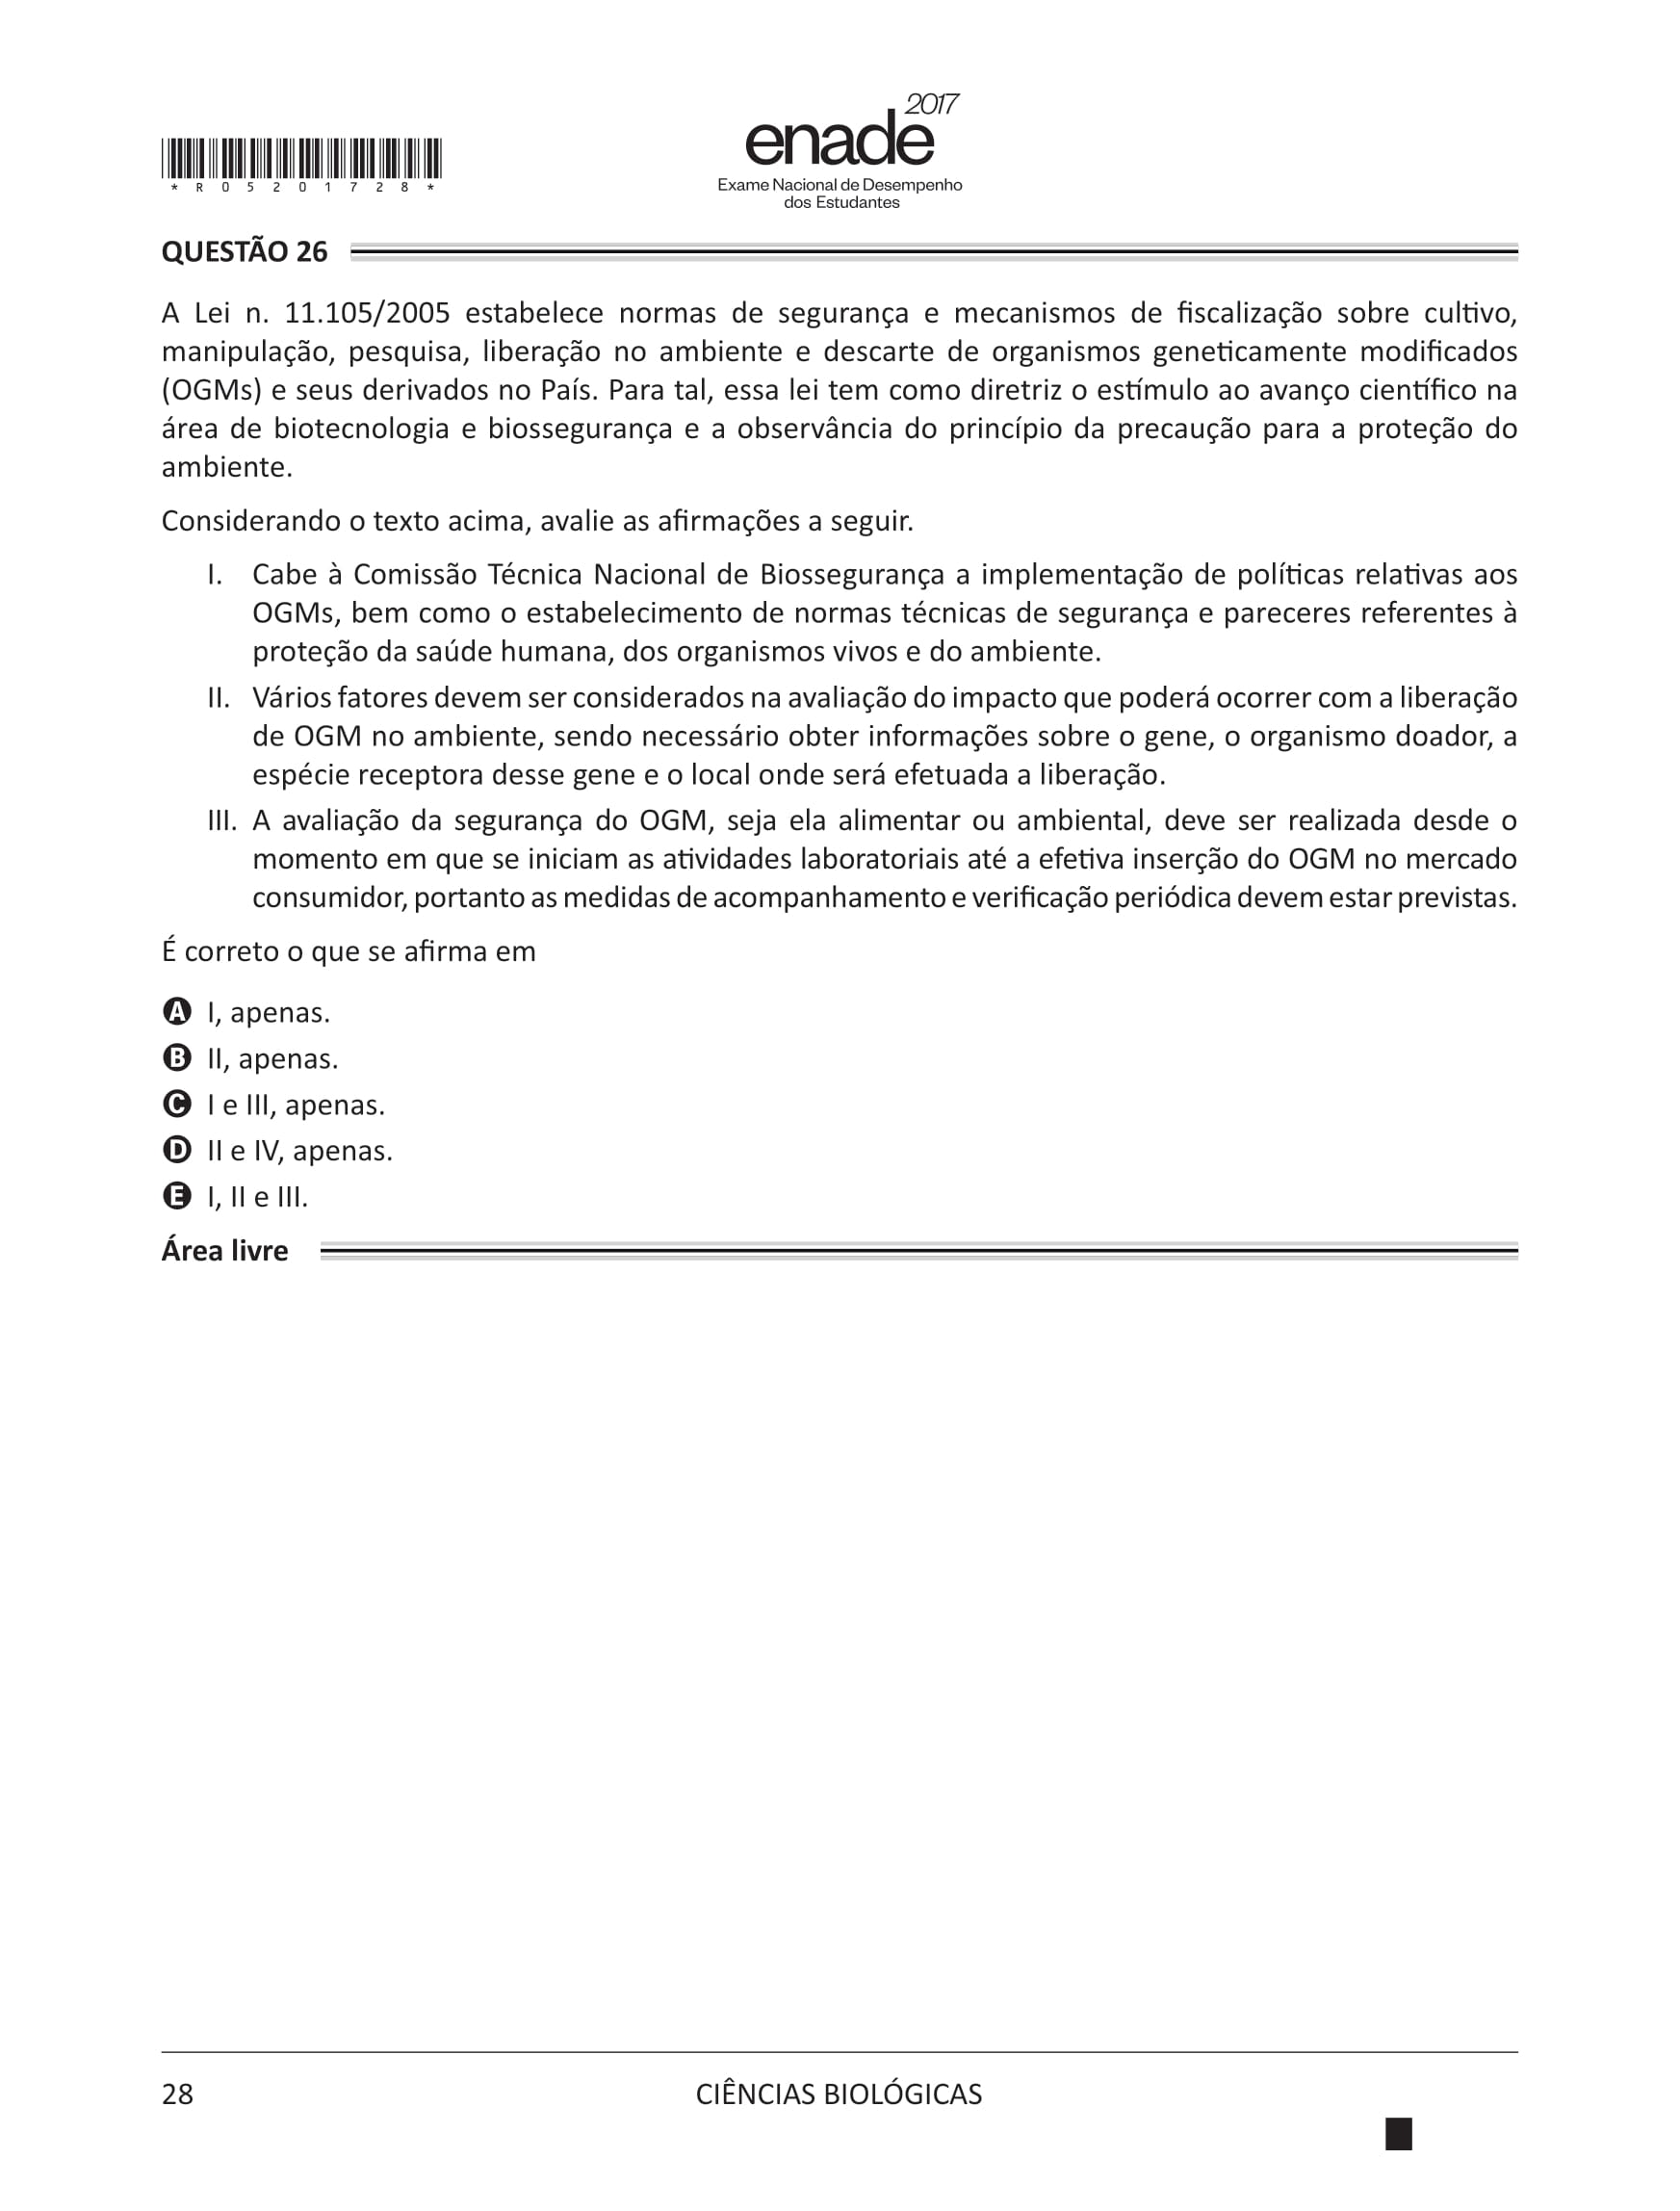 2017
enade
Exame Nacional de Desempenho
dos Estudantes
* R 0 5 2 0 1 7 2 8 *
QUESTÃO 26
A Lei n. 11.105/2005 estabelece normas de segurança e mecanismos de fiscalização sobre cultivo,
manipulação, pesquisa, liberação no ambiente e descarte de organismos geneticamente modificados
(OGMs) e seus derivados no País. Para tal, essa lei tem como diretriz o estímulo ao avanço científico na
área de biotecnologia e biossegurança e a observância do princípio da precaução para a proteção do
ambiente.
Considerando o texto acima, avalie as afirmações a seguir.
I. Cabe à Comissão Técnica Nacional de Biossegurança a implementação de políticas relativas aos
OGMs, bem como o estabelecimento de normas técnicas de segurança e pareceres referentes à
proteção da saúde humana, dos organismos vivos e do ambiente.
II. Vários fatores devem ser considerados na avaliação do impacto que poderá ocorrer com a liberação
de OGM no ambiente, sendo necessário obter informações sobre o gene, o organismo doador, a
espécie receptora desse gene e o local onde será efetuada a liberação.
III. A avaliação da segurança do OGM, seja ela alimentar ou ambiental, deve ser realizada desde o
momento em que se iniciam as atividades laboratoriais até a efetiva inserção do OGM no mercado
consumidor, portanto as medidas de acompanhamento e verificação periódica devem estar previstas.
É correto o que se afirma em
A I, apenas.
B II, apenas.
C I e III, apenas.
D II e IV, apenas.
E I, II e III.
Área livre
28
CIÊNCIAS BIOLÓGICAS